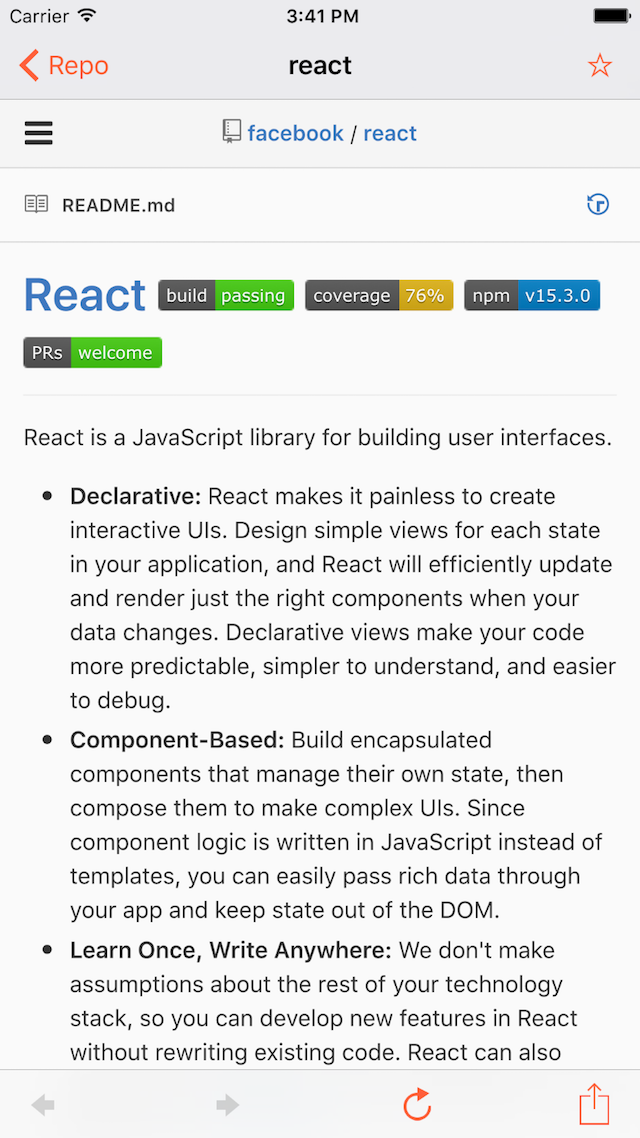 Carrier 3:41 PM
Repo react
facebook / react
README.md
React build passing coverage 76% npm v15.3.0
PRs welcome
React is a JavaScript library for building user interfaces.
Declarative: React makes it painless to create
interactive UIs. Design simple views for each state
in your application, and React will efficiently update
and render just the right components when your
data changes. Declarative views make your code
more predictable, simpler to understand, and easier
to debug.
Component-Based: Build encapsulated
components that manage their own state, then
compose them to make complex UIs. Since
component logic is written in JavaScript instead of
templates, you can easily pass rich data through
your app and keep state out of the DOM.
Learn Once, Write Anywhere: We don't make
assumptions about the rest of your technology
stack, so you can develop new features in React
without rewriting existing code. React can also